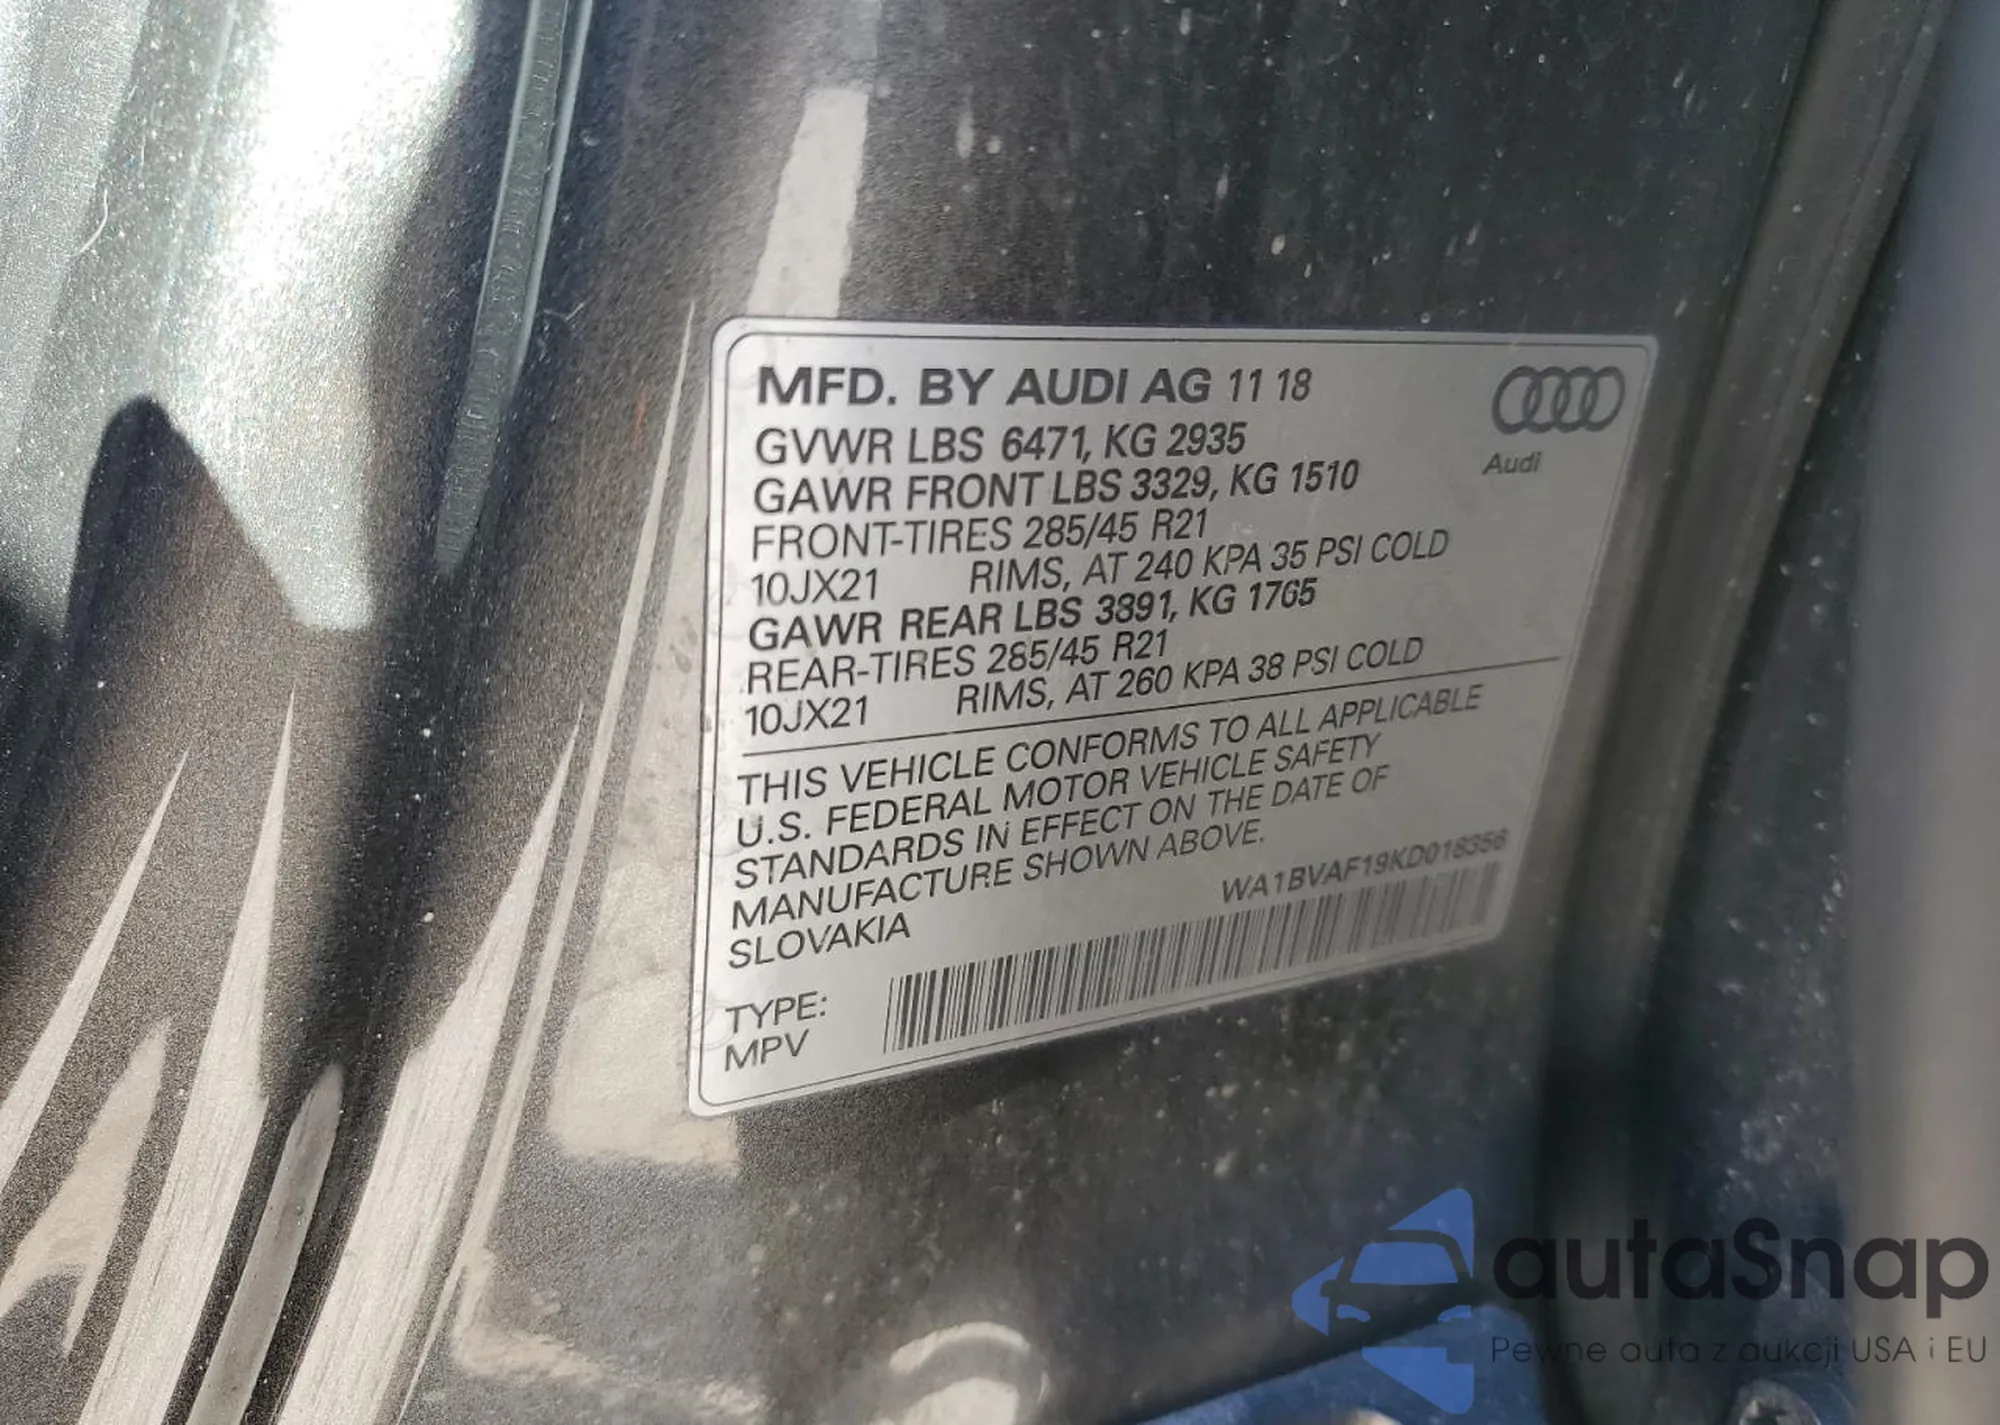 MFD. BY AUDI AG 11 18
Audi
GVWR LBS 6471, KG 2935
GAWR FRONT LBS 3329, KG 1510
FRONT-TIRES 285/45 R21
10JX21 RIMS, AT 240 KPA 35 PSI COLD
GAWR REAR LBS 3891, KG 1765
REAR-TIRES 285/45 R21
10JX21 RIMS, AT 260 KPA 38 PSI COLD
THIS VEHICLE CONFORMS TO ALL APPLICABLE
U.S. FEDERAL MOTOR VEHICLE SAFETY
STANDARDS IN EFFECT ON THE DATE OF
MANUFACTURE SHOWN ABOVE.
SLOVAKIA
WA1BVAF19KD018356
TYPE:
MPV
autaSnap
Pewne auta z aukcji USA i EU